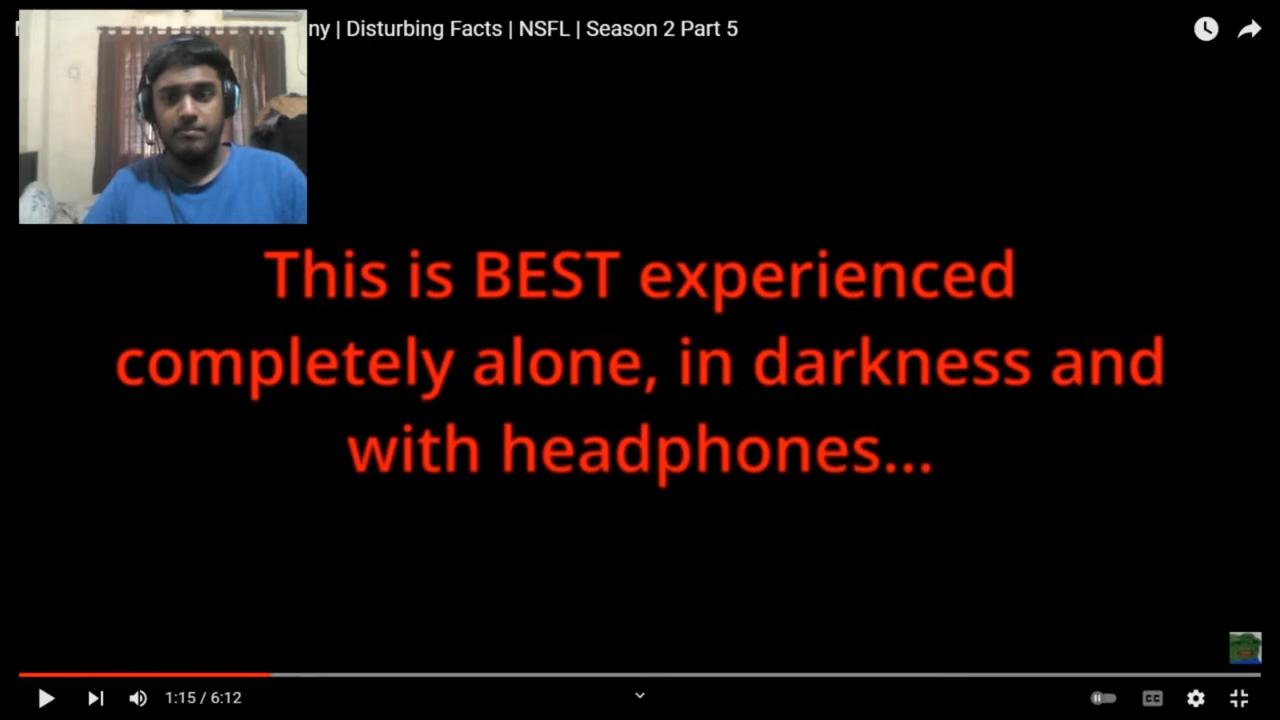 ny | Disturbing Facts | NSFL | Season 2 Part 5
This is BEST experienced
completely alone, in darkness and
with headphones...
1:15 / 6:12
CC